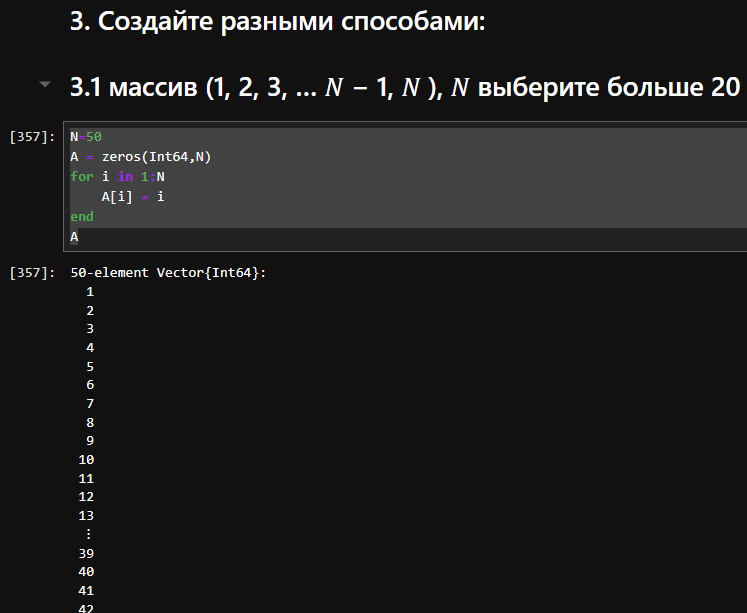 3. Создайте разными способами:
3.1 массив (1, 2, 3, ... N − 1, N ), N выберите больше 20
[357]: N=50
A = zeros(Int64,N)
for i in 1:N
    A[i] = i
end
A
[357]: 50-element Vector{Int64}:
1
2
3
4
5
6
7
8
9
10
11
12
13
⋮
39
40
41
42